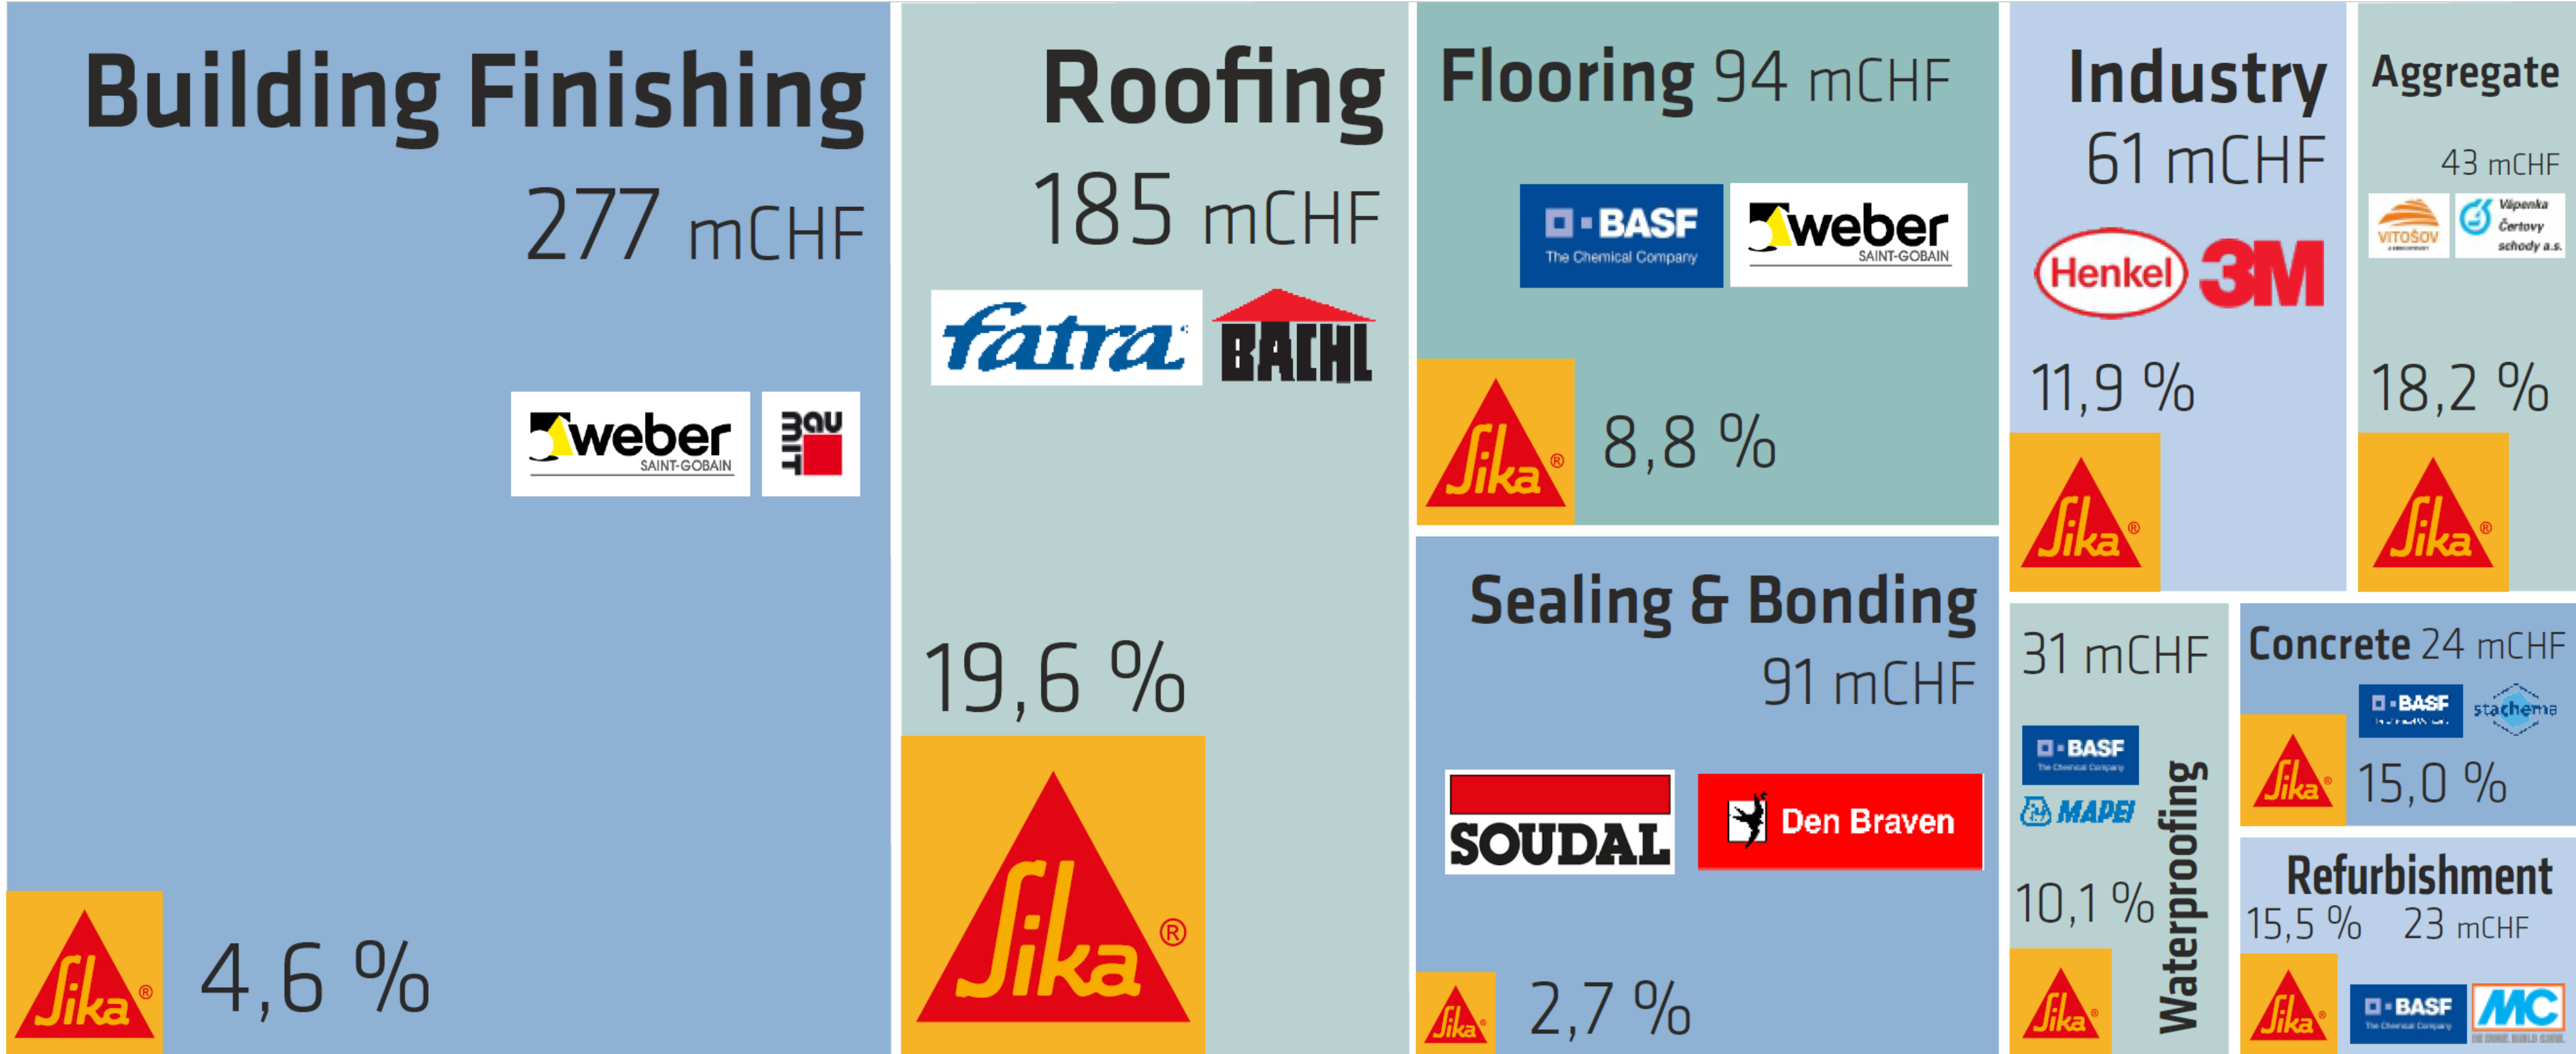 Building Finishing
277 mCHF
weber
SAINT-GOBAIN
bau
mit
Sika®
4,6 %
Roofing
185 mCHF
fatra
BACHL
19,6 %
Sika®
Flooring 94 mCHF
BASF
The Chemical Company
weber
SAINT-GOBAIN
Sika®
8,8 %
Sealing & Bonding
91 mCHF
SOUDAL
Den Braven
Sika®
2,7 %
Industry
61 mCHF
Henkel
3M
11,9 %
Sika®
Aggregate
43 mCHF
VITOŠOV
Vápenka
Čertovy
schody a.s.
18,2 %
Sika®
31 mCHF
BASF
The Chemical Company
MAPEI
Waterproofing
10,1 %
Sika®
Concrete 24 mCHF
BASF
stachema
Sika®
15,0 %
Refurbishment
15,5 % 23 mCHF
Sika®
BASF
The Chemical Company
MC